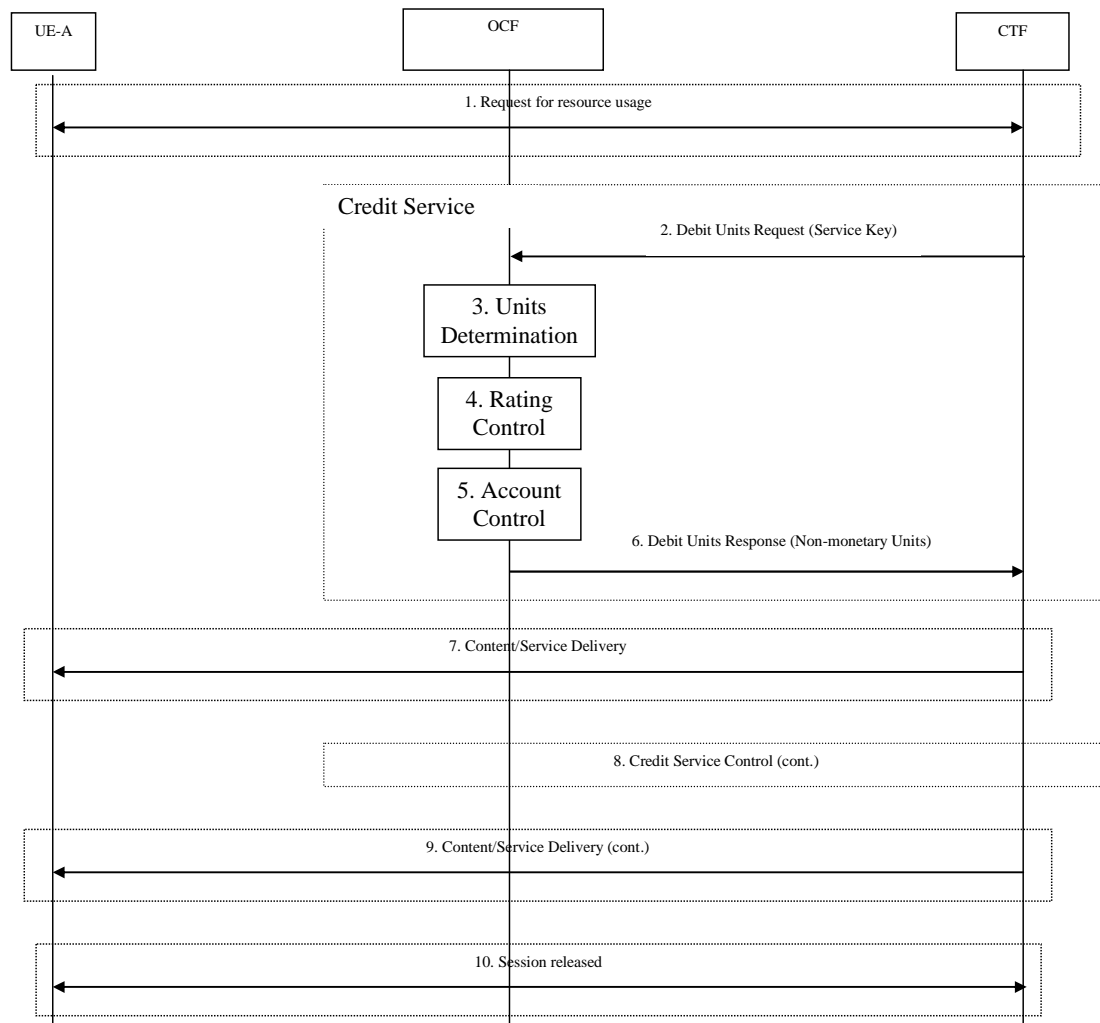 UE-A
OCF
CTF
1. Request for resource usage
Credit Service
2. Debit Units Request (Service Key)
3. Units
Determination
4. Rating
Control
5. Account
Control
6. Debit Units Response (Non-monetary Units)
7. Content/Service Delivery
8. Credit Service Control (cont.)
9. Content/Service Delivery (cont.)
10. Session released